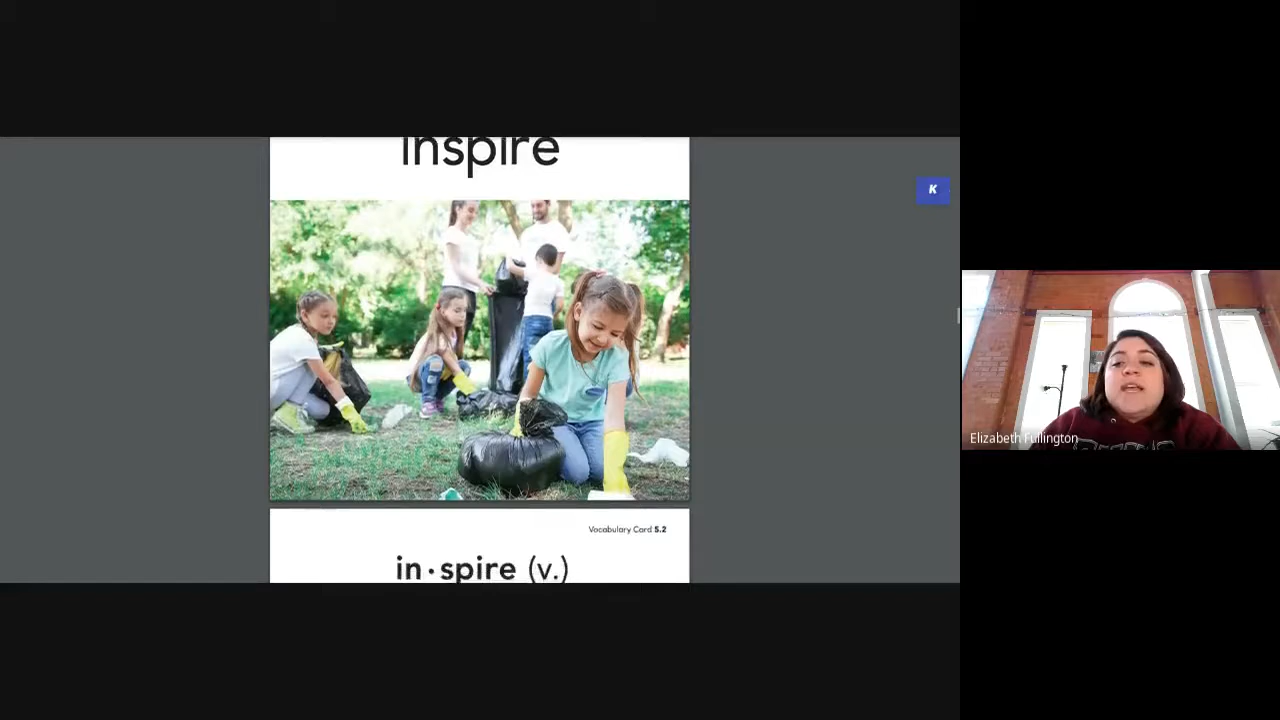 inspire
K
Elizabeth Fullington
Vocabulary Card 5.2
in·spire (v.)